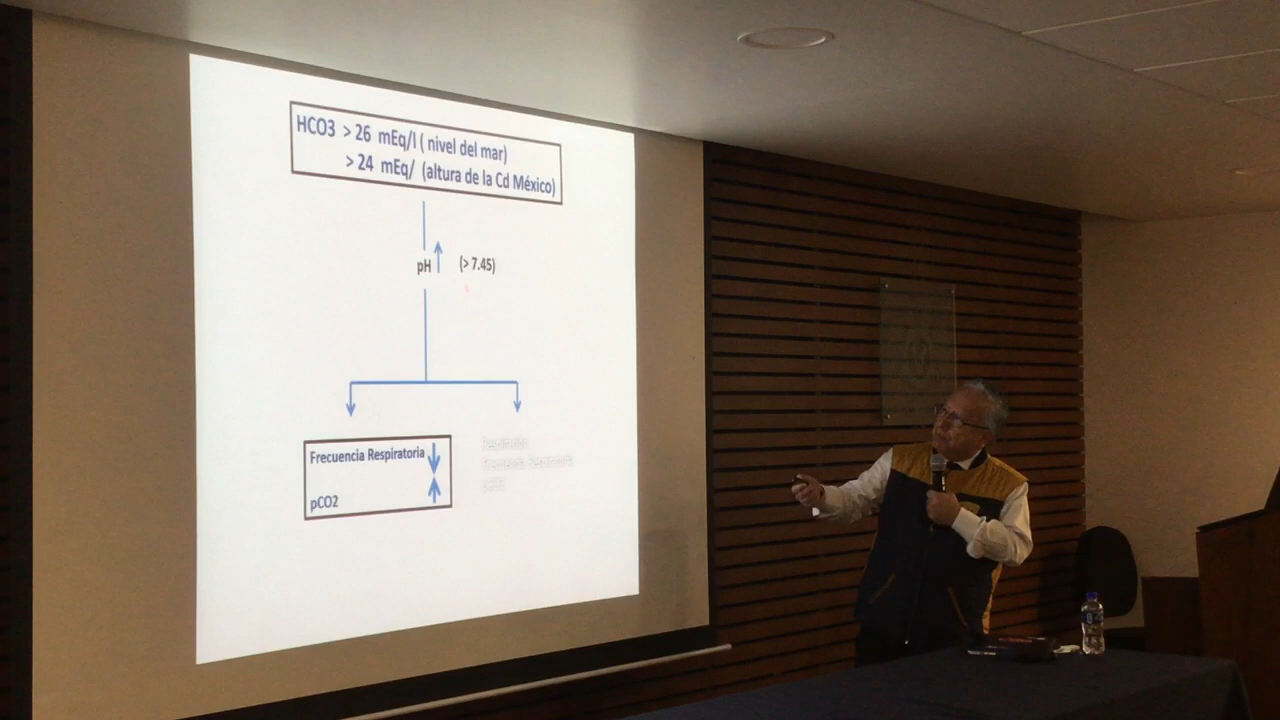 HCO3 > 26 mEq/l ( nivel del mar)
> 24 mEq/ (altura de la Cd México)
pH (> 7.45)
Frecuencia Respiratoria
pCO2